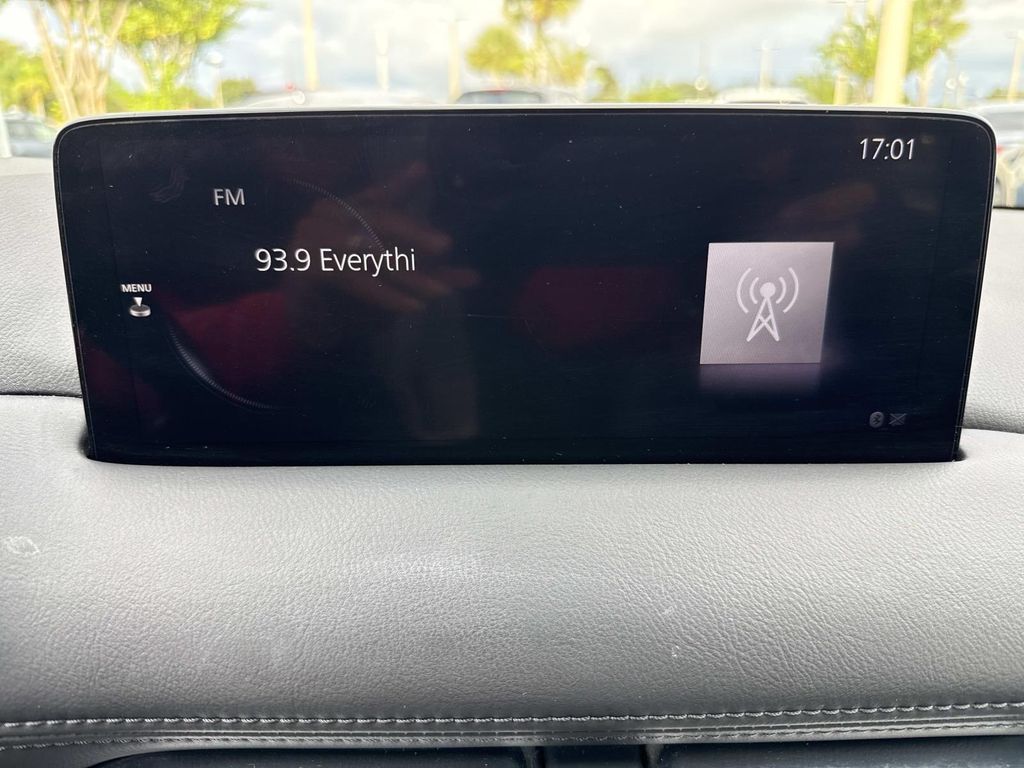 17:01
FM
93.9 Everythi
MENU